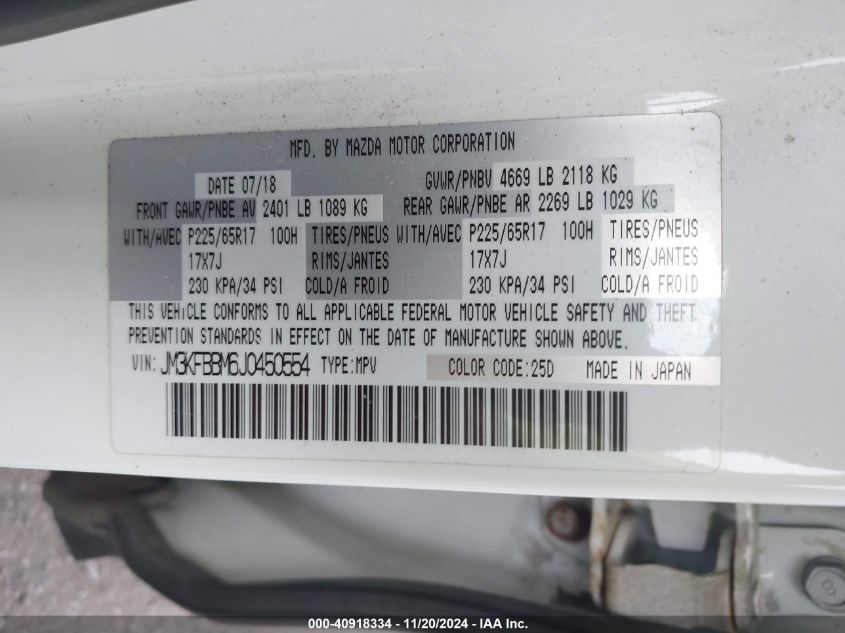 MFD. BY MAZDA MOTOR CORPORATION
DATE 07/18 GVWR/PNBV 4669 LB 2118 KG
FRONT GAWR/PNBE AV 2401 LB 1089 KG REAR GAWR/PNBE AR 2269 LB 1029 KG
WITH/AVEC P225/65R17 100H TIRES/PNEUS WITH/AVEC P225/65R17 100H TIRES/PNEUS
17X7J RIMS/JANTES 17X7J RIMS/JANTES
230 KPA/34 PSI COLD/A FROID 230 KPA/34 PSI COLD/A FROID
THIS VEHICLE CONFORMS TO ALL APPLICABLE FEDERAL MOTOR VEHICLE SAFETY AND THEFT
PREVENTION STANDARDS IN EFFECT ON THE DATE OF MANUFACTURE SHOWN ABOVE.
VIN: JM3KFBBM6J0450554 TYPE:MPV COLOR CODE:25D MADE IN JAPAN
8
000-40918334 - 11/20/2024 - IAA Inc.